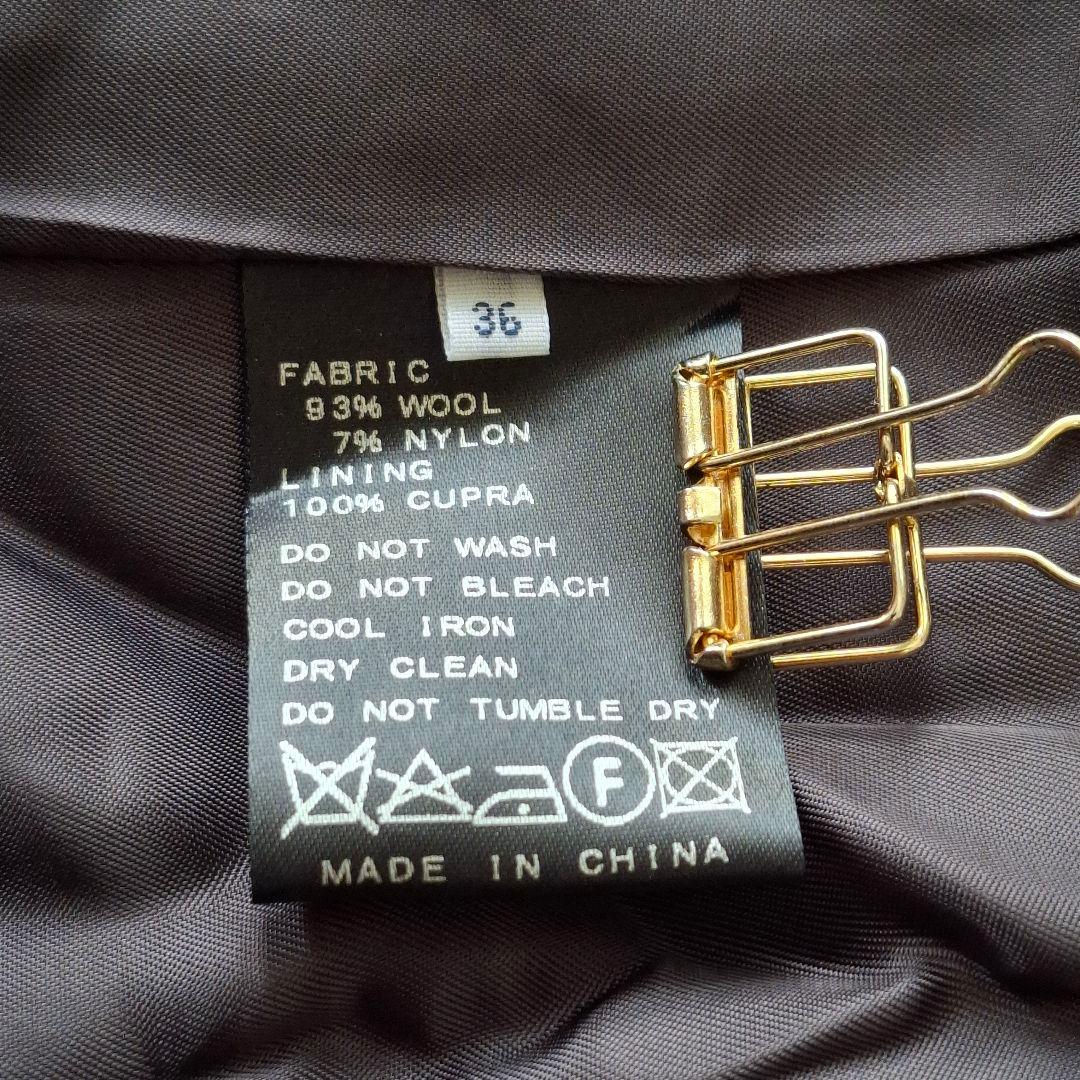 36
FABRIC
93% WOOL
7% NYLON
LINING
100% CUPRA
DO NOT WASH
DO NOT BLEACH
COOL IRON
DRY CLEAN
DO NOT TUMBLE DRY
F
MADE IN CHINA